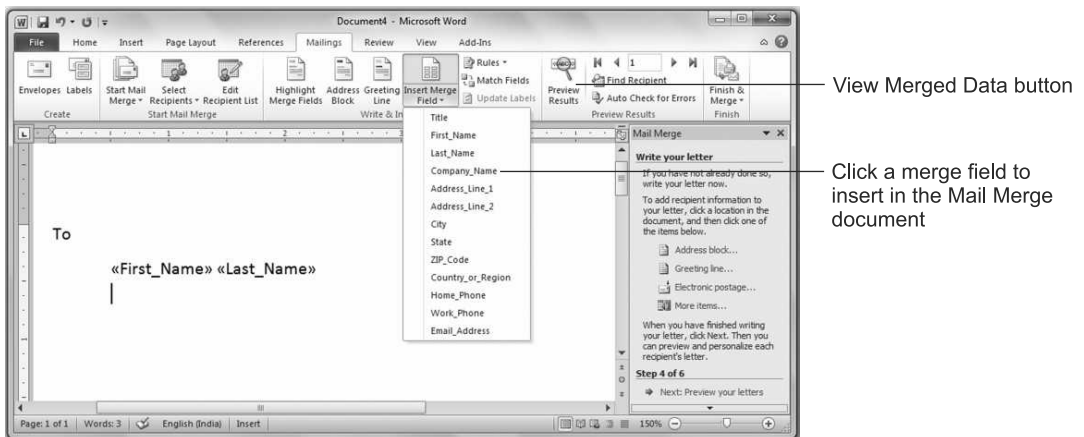 Document4 - Microsoft Word
File Home Insert Page Layout References Mailings Review View Add-Ins
Envelopes Labels
Create
Start Mail Merge Select Recipients Edit Recipient List
Start Mail Merge
Highlight Merge Fields Address Block Greeting Line Insert Merge Field
Rules
Match Fields
Update Labels
Write & In
Preview Results
1
Find Recipient
Auto Check for Errors
Preview Results
Finish & Merge
Finish
View Merged Data button
Title
First_Name
Last_Name
Company_Name
Address_Line_1
Address_Line_2
City
State
ZIP_Code
Country_or_Region
Home_Phone
Work_Phone
Email_Address
Click a merge field to
insert in the Mail Merge
document
To
«First_Name» «Last_Name»
Mail Merge
Write your letter
If you have not already done so,
write your letter now.
To add recipient information to
your letter, click a location in the
document, and then click one of
the items below.
Address block...
Greeting line...
Electronic postage...
More items...
When you have finished writing
your letter, click Next. Then you
can preview and personalize each
recipient's letter.
Step 4 of 6
Next: Preview your letters
Page: 1 of 1 Words: 3 English (India) Insert 150%